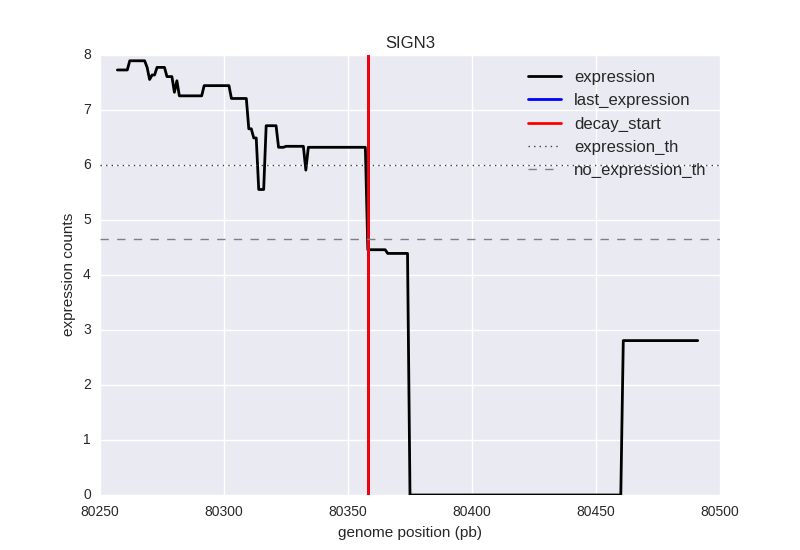 SIGN3
8
7
6
5
4
3
2
1
0
expression counts
expression
last_expression
decay_start
expression_th
no_expression_th
80250 80300 80350 80400 80450 80500
genome position (pb)